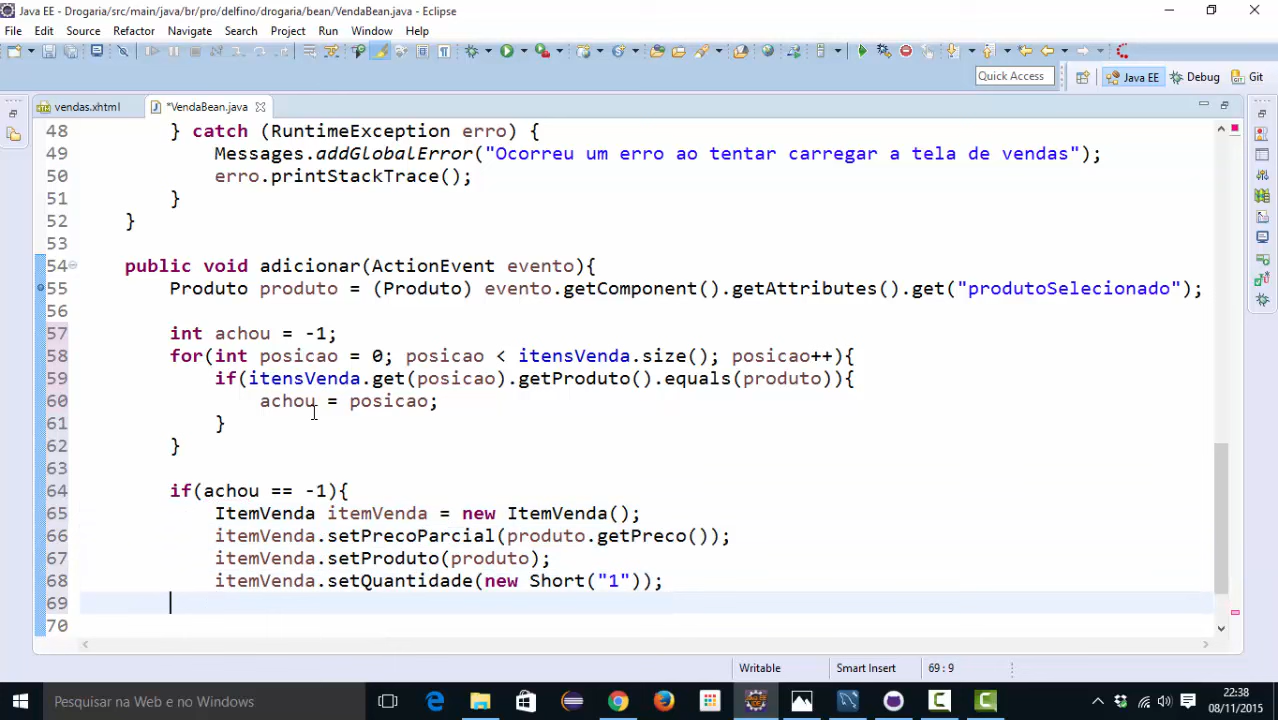 Java EE - Drogaria/src/main/java/br/pro/delfino/drogaria/bean/VendaBean.java - Eclipse
File Edit Source Refactor Navigate Search Project Run Window Help
Quick Access Java EE Debug Git
vendas.xhtml *VendaBean.java
48 } catch (RuntimeException erro) {
49 Messages.addGlobalError("Ocorreu um erro ao tentar carregar a tela de vendas");
50 erro.printStackTrace();
51 }
52 }
53
54 public void adicionar(ActionEvent evento){
55 Produto produto = (Produto) evento.getComponent().getAttributes().get("produtoSelecionado");
56
57 int achou = -1;
58 for(int posicao = 0; posicao < itensVenda.size(); posicao++){
59 if(itensVenda.get(posicao).getProduto().equals(produto)){
60 achou = posicao;
61 }
62 }
63
64 if(achou == -1){
65 ItemVenda itemVenda = new ItemVenda();
66 itemVenda.setPrecoParcial(produto.getPreco());
67 itemVenda.setProduto(produto);
68 itemVenda.setQuantidade(new Short("1"));
69
70
Writable Smart Insert 69 : 9
Pesquisar na Web e no Windows
22:38
08/11/2015